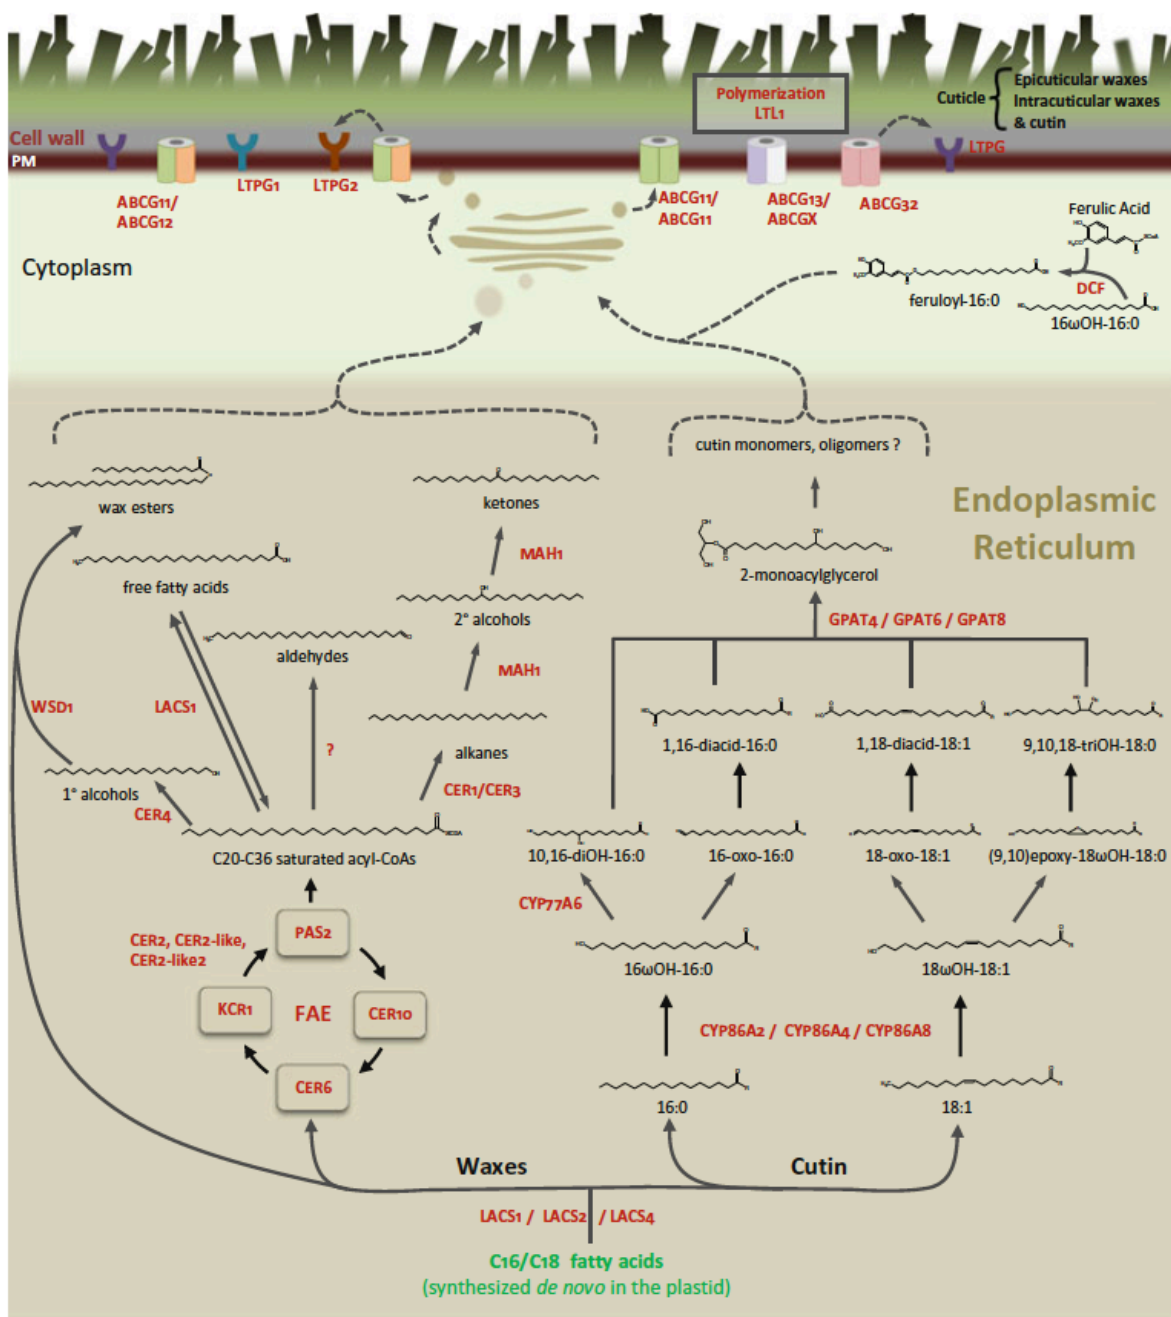 Polymerization
LTL1
Cuticle
Epicuticular waxes
Intracuticular waxes
& cutin
Cell wall
PM
LTPG
ABCG11/
ABCG12
LTPG1
LTPG2
ABCG11/
ABCG11
ABCG13/
ABCGX
ABCG32
Ferulic Acid
Cytoplasm
feruloyl-16:0
DCF
16ωOH-16:0
cutin monomers, oligomers ?
wax esters
ketones
Endoplasmic
Reticulum
MAH1
free fatty acids
2-monoacylglycerol
2° alcohols
GPAT4 / GPAT6 / GPAT8
aldehydes
MAH1
WSD1
LACS1
?
alkanes
1,16-diacid-16:0
1,18-diacid-18:1
9,10,18-triOH-18:0
1° alcohols
CER4
CER1/CER3
C20-C36 saturated acyl-CoAs
10,16-diOH-16:0
16-oxo-16:0
18-oxo-18:1
(9,10)epoxy-18ωOH-18:0
CYP77A6
PAS2
CER2, CER2-like,
CER2-like2
16ωOH-16:0
18ωOH-18:1
KCR1
FAE
CER10
CYP86A2 / CYP86A4 / CYP86A8
CER6
16:0
18:1
Waxes
Cutin
LACS1 / LACS2 / LACS4
C16/C18 fatty acids
(synthesized de novo in the plastid)